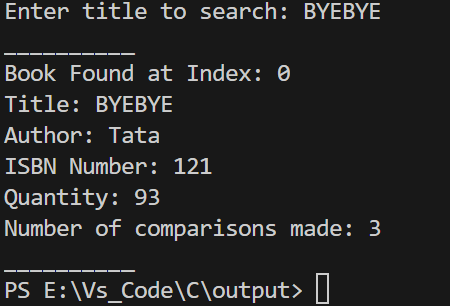 Enter title to search: BYEBYE
__________
Book Found at Index: 0
Title: BYEBYE
Author: Tata
ISBN Number: 121
Quantity: 93
Number of comparisons made: 3
__________
PS E:\Vs_Code\C\output>